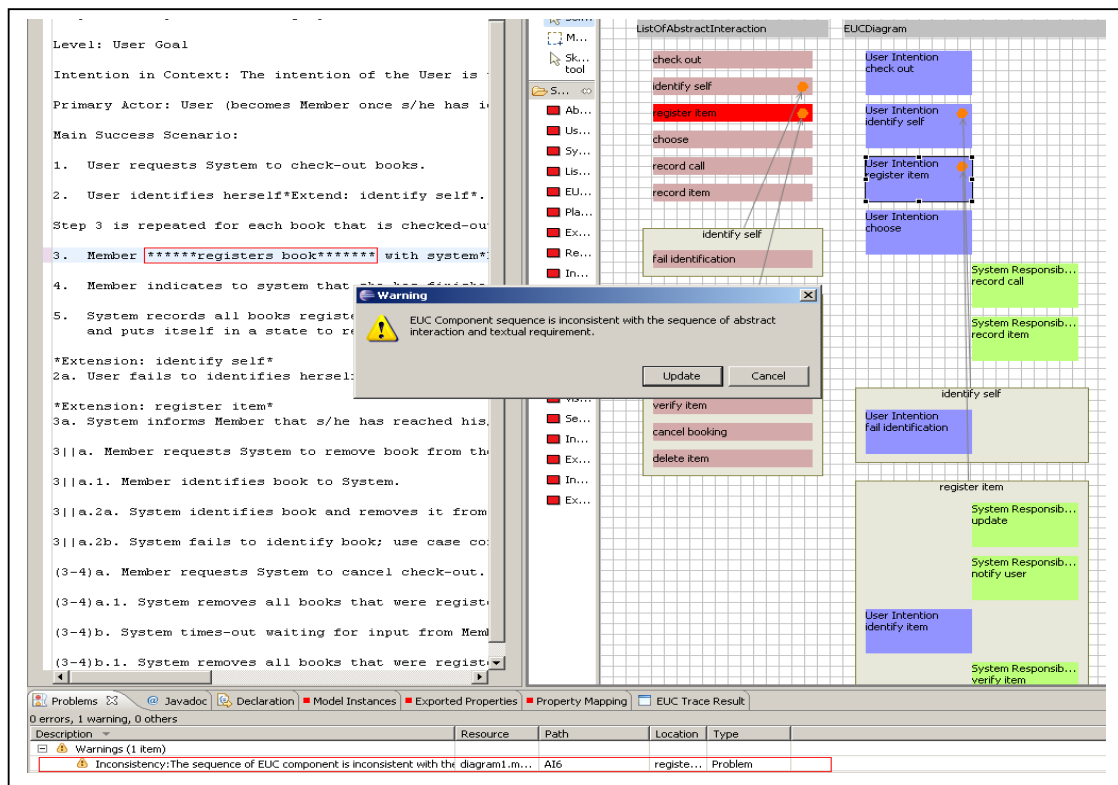 Level: User Goal
Intention in Context: The intention of the User is
Primary Actor: User (becomes Member once s/he has
Main Success Scenario:
1. User requests System to check-out books.
2. User identifies herself*Extend: identify self*.
Step 3 is repeated for each book that is checked-ou
3. Member ******registers book******* with system*
4. Member indicates to system that she has finishe
5. System records all books registe
and puts itself in a state to re
*Extension: identify self*
2a. User fails to identifies hersel
*Extension: register item*
3a. System informs Member that s/he has reached his
3||a. Member requests System to remove book from the
3||a.1. Member identifies book to System.
3||a.2a. System identifies book and removes it from
3||a.2b. System fails to identify book; use case co
(3-4)a. Member requests System to cancel check-out.
(3-4)a.1. System removes all books that were regist
(3-4)b. System times-out waiting for input from Mem
(3-4)b.1. System removes all books that were regist
M...
Sk...
tool
S...
Ab...
Us...
Sy...
Lis...
EU...
Pla...
Ex...
Re...
In...
Se...
In...
Ex...
In...
Ex...
ListOfAbstractInteraction
check out
identify self
register item
choose
record call
record item
identify self
fail identification
verify item
cancel booking
delete item
EUCDiagram
User Intention
check out
User Intention
identify self
User Intention
register item
User Intention
choose
System Responsib...
record call
System Responsib...
record item
identify self
User Intention
fail identification
register item
System Responsib...
update
System Responsib...
notify user
User Intention
identify item
System Responsib...
verify item
Warning
EUC Component sequence is inconsistent with the sequence of abstract
interaction and textual requirement.
Update
Cancel
Problems
@ Javadoc
Declaration
Model Instances
Exported Properties
Property Mapping
EUC Trace Result
0 errors, 1 warning, 0 others
Description
Resource
Path
Location
Type
Warnings (1 item)
Inconsistency:The sequence of EUC component is inconsistent with the
diagram1.m...
AI6
registe...
Problem